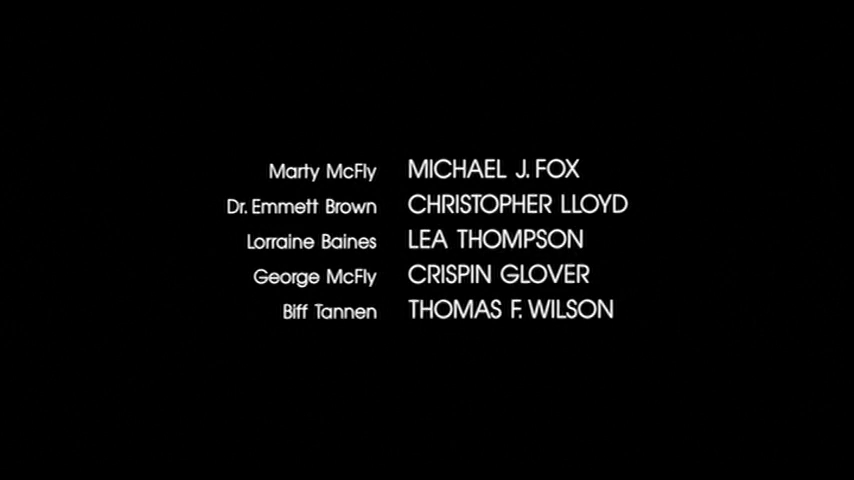 Marty McFly MICHAEL J. FOX
Dr. Emmett Brown CHRISTOPHER LLOYD
Lorraine Baines LEA THOMPSON
George McFly CRISPIN GLOVER
Biff Tannen THOMAS F. WILSON